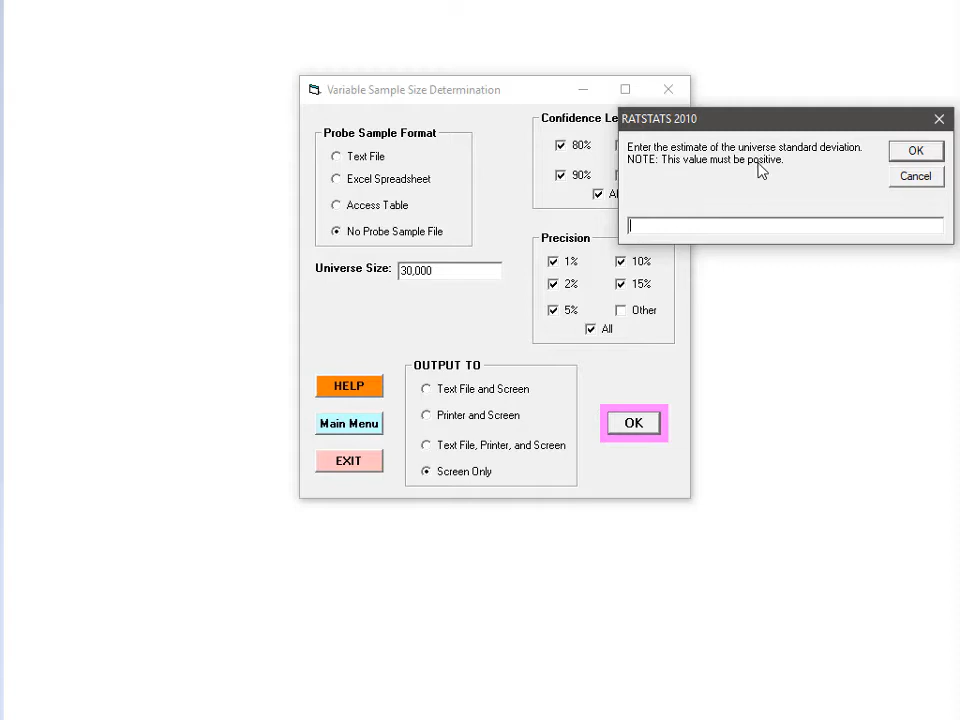 Variable Sample Size Determination
RATSTATS 2010
Enter the estimate of the universe standard deviation.
NOTE: This value must be positive.
OK
Cancel
Probe Sample Format
Text File
Excel Spreadsheet
Access Table
No Probe Sample File
Universe Size: 30,000
Confidence Le
80%
90%
Al
Precision
1% 10%
2% 15%
5% Other
All
HELP
Main Menu
EXIT
OUTPUT TO
Text File and Screen
Printer and Screen
Text File, Printer, and Screen
Screen Only
OK